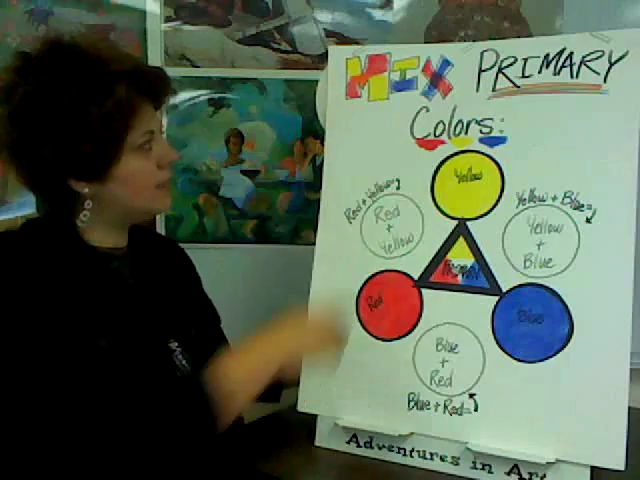 MIX PRIMARY
Colors:
Yellow
Red + Yellow =
Red
+
Yellow
Yellow + Blue =
Yellow
+
Blue
PRIMARY
Red
Blue
Blue
+
Red
Blue + Red =
Adventures in Art